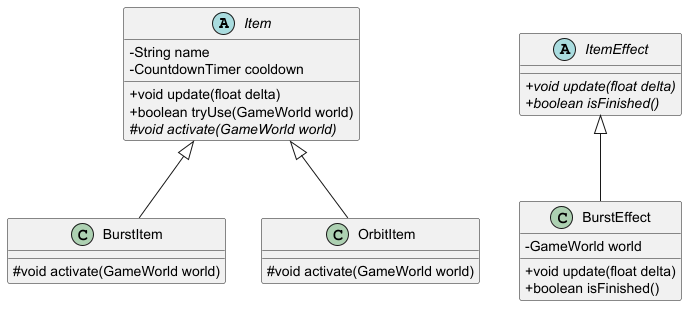 A Item
-String name
-CountdownTimer cooldown
+void update(float delta)
+boolean tryUse(GameWorld world)
#void activate(GameWorld world)
A ItemEffect
+void update(float delta)
+boolean isFinished()
C BurstItem
#void activate(GameWorld world)
C OrbitItem
#void activate(GameWorld world)
C BurstEffect
-GameWorld world
+void update(float delta)
+boolean isFinished()